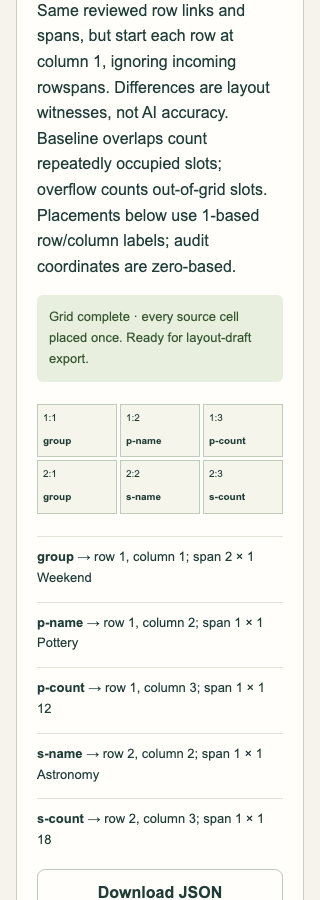 Same reviewed row links and
spans, but start each row at
column 1, ignoring incoming
rowspans. Differences are layout
witnesses, not AI accuracy.
Baseline overlaps count
repeatedly occupied slots;
overflow counts out-of-grid slots.
Placements below use 1-based
row/column labels; audit
coordinates are zero-based.
Grid complete · every source cell
placed once. Ready for layout-draft
export.
1:1 1:2 1:3
group p-name p-count
2:1 2:2 2:3
group s-name s-count
group → row 1, column 1; span 2 × 1
Weekend
p-name → row 1, column 2; span 1 × 1
Pottery
p-count → row 1, column 3; span 1 × 1
12
s-name → row 2, column 2; span 1 × 1
Astronomy
s-count → row 2, column 3; span 1 × 1
18
Download JSON